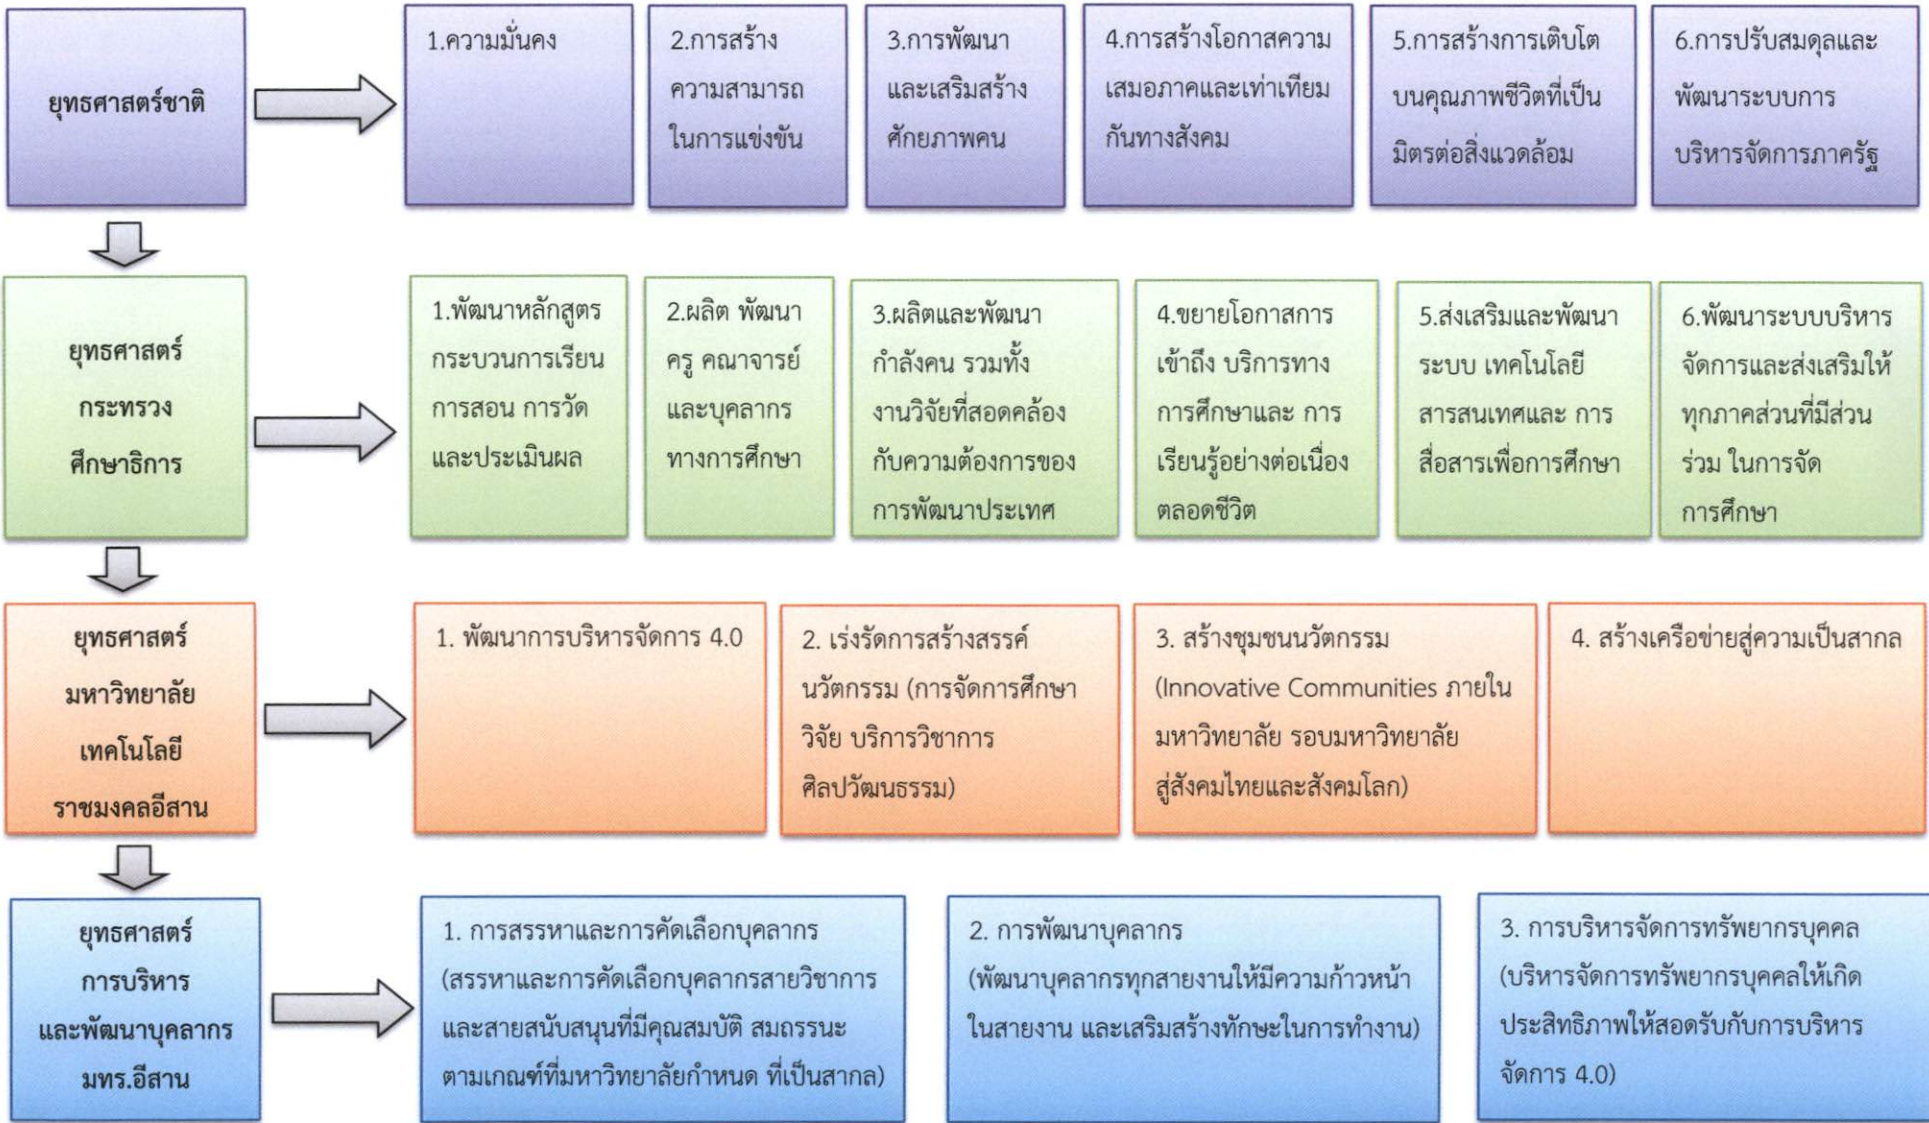 ยุทธศาสตร์ชาติ
1.ความมั่นคง
2.การสร้าง
ความสามารถ
ในการแข่งขัน
3.การพัฒนา
และเสริมสร้าง
ศักยภาพคน
4.การสร้างโอกาสความ
เสมอภาคและเท่าเทียม
กันทางสังคม
5.การสร้างการเติบโต
บนคุณภาพชีวิตที่เป็น
มิตรต่อสิ่งแวดล้อม
6.การปรับสมดุลและ
พัฒนาระบบการ
บริหารจัดการภาครัฐ
ยุทธศาสตร์
กระทรวง
ศึกษาธิการ
1.พัฒนาหลักสูตร
กระบวนการเรียน
การสอน การวัด
และประเมินผล
2.ผลิต พัฒนา
ครู คณาจารย์
และบุคลากร
ทางการศึกษา
3.ผลิตและพัฒนา
กำลังคน รวมทั้ง
งานวิจัยที่สอดคล้อง
กับความต้องการของ
การพัฒนาประเทศ
4.ขยายโอกาสการ
เข้าถึง บริการทาง
การศึกษาและ การ
เรียนรู้อย่างต่อเนื่อง
ตลอดชีวิต
5.ส่งเสริมและพัฒนา
ระบบ เทคโนโลยี
สารสนเทศและ การ
สื่อสารเพื่อการศึกษา
6.พัฒนาระบบบริหาร
จัดการและส่งเสริมให้
ทุกภาคส่วนที่มีส่วน
ร่วม ในการจัด
การศึกษา
ยุทธศาสตร์
มหาวิทยาลัย
เทคโนโลยี
ราชมงคลอีสาน
1. พัฒนาการบริหารจัดการ 4.0
2. เร่งรัดการสร้างสรรค์
นวัตกรรม (การจัดการศึกษา
วิจัย บริการวิชาการ
ศิลปวัฒนธรรม)
3. สร้างชุมชนนวัตกรรม
(Innovative Communities ภายใน
มหาวิทยาลัย รอบมหาวิทยาลัย
สู่สังคมไทยและสังคมโลก)
4. สร้างเครือข่ายสู่ความเป็นสากล
ยุทธศาสตร์
การบริหาร
และพัฒนาบุคลากร
มทร.อีสาน
1. การสรรหาและการคัดเลือกบุคลากร
(สรรหาและการคัดเลือกบุคลากรสายวิชาการ
และสายสนับสนุนที่มีคุณสมบัติ สมถรรนะ
ตามเกณฑ์ที่มหาวิทยาลัยกำหนด ที่เป็นสากล)
2. การพัฒนาบุคลากร
(พัฒนาบุคลากรทุกสายงานให้มีความก้าวหน้า
ในสายงาน และเสริมสร้างทักษะในการทำงาน)
3. การบริหารจัดการทรัพยากรบุคคล
(บริหารจัดการทรัพยากรบุคคลให้เกิด
ประสิทธิภาพให้สอดรับกับการบริหาร
จัดการ 4.0)